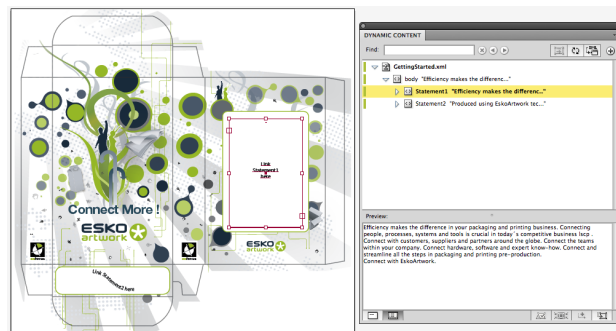 DYNAMIC CONTENT
Find:
GettingStarted.xml
body "Efficiency makes the differenc..."
Statement1 "Efficiency makes the differenc..."
Statement2 "Produced using EskoArtwork tec..."
Link
Statement1
here
Connect More !
ESKO
artwork
ESKO
artwork
Link Statement2 here
Preview:
Efficiency makes the difference in your packaging and printing business. Connecting
people, processes, systems and tools is crucial in today`s competitive business lscp .
Connect with customers, suppliers and partners around the globe. Connect the teams
within your company. Connect hardware, software and expert know-how. Connect and
streamline all the steps in packaging and printing pre-production.
Connect with EskoArtwork.